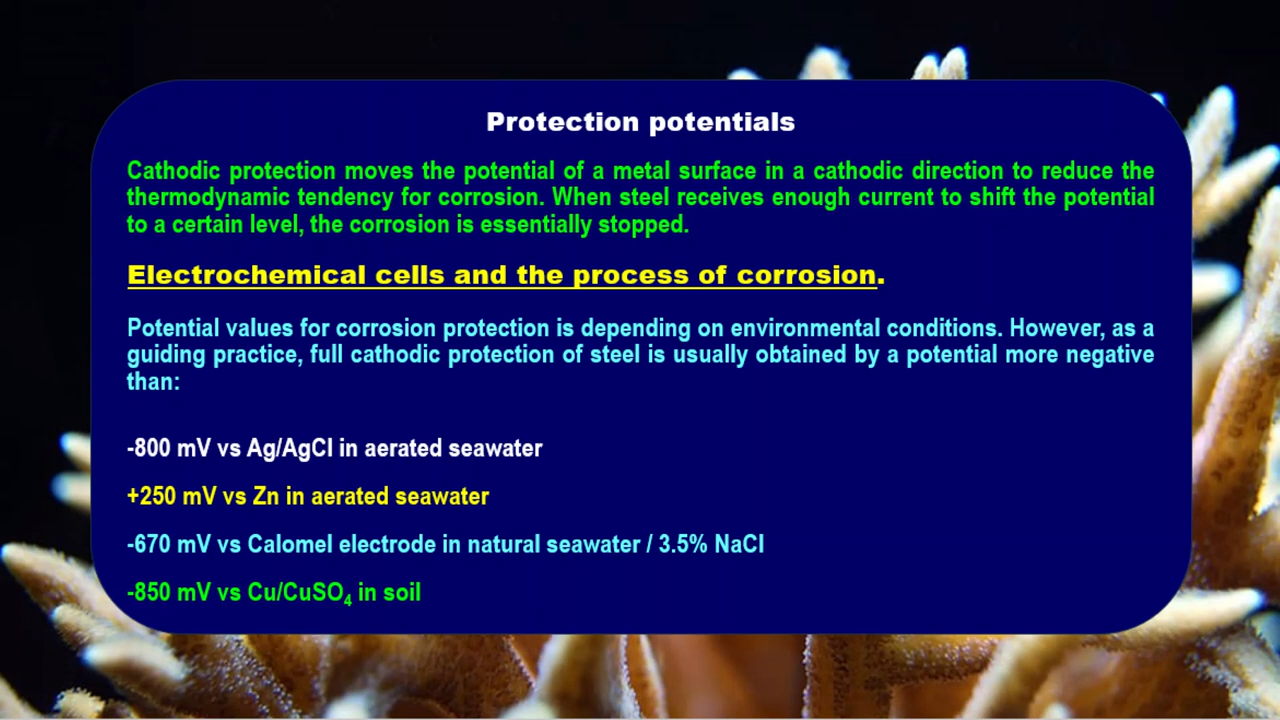 Protection potentials
Cathodic protection moves the potential of a metal surface in a cathodic direction to reduce the
thermodynamic tendency for corrosion. When steel receives enough current to shift the potential
to a certain level, the corrosion is essentially stopped.
Electrochemical cells and the process of corrosion.
Potential values for corrosion protection is depending on environmental conditions. However, as a
guiding practice, full cathodic protection of steel is usually obtained by a potential more negative
than:
-800 mV vs Ag/AgCl in aerated seawater
+250 mV vs Zn in aerated seawater
-670 mV vs Calomel electrode in natural seawater / 3.5% NaCl
-850 mV vs Cu/CuSO₄ in soil